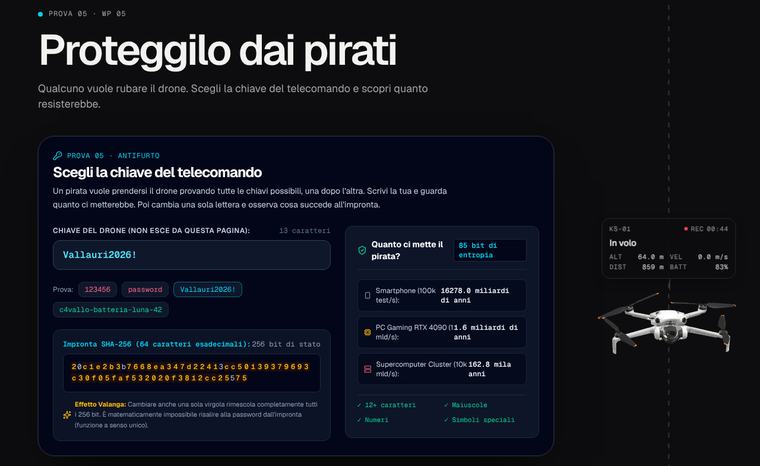 PROVA 05 · WP 05
Proteggilo dai pirati
Qualcuno vuole rubare il drone. Scegli la chiave del telecomando e scopri quanto
resisterebbe.
PROVA 05 · ANTIFURTO
Scegli la chiave del telecomando
Un pirata vuole prendersi il drone provando tutte le chiavi possibili, una dopo l'altra. Scrivi la tua e guarda
quanto ci metterebbe. Poi cambia una sola lettera e osserva cosa succede all'impronta.
CHIAVE DEL DRONE (NON ESCE DA QUESTA PAGINA):
13 caratteri
Vallauri2026!
Prova:
123456
password
Vallauri2026!
c4vallo-batteria-luna-42
Impronta SHA-256 (64 caratteri esadecimali):
256 bit di stato
20c1e2b3b7668ea347d22413cc50139379693
c30f05faf532020f3812cc25575
Effetto Valanga: Cambiare anche una sola virgola rimescola completamente tutti
i 256 bit. È matematicamente impossibile risalire alla password dall'impronta
(funzione a senso unico).
Quanto ci mette il
pirata?
85 bit di
entropia
Smartphone (100k
test/s):
16278.0 miliardi
di anni
PC Gaming RTX 4090 (1
mld/s):
1.6 miliardi di
anni
Supercomputer Cluster (10k
mld/s):
162.8 mila
anni
✓ 12+ caratteri
✓ Maiuscole
✓ Numeri
✓ Simboli speciali
KS-01
REC 00:44
In volo
ALT 64.0 m VEL 0.0 m/s
DIST 859 m BATT 83%